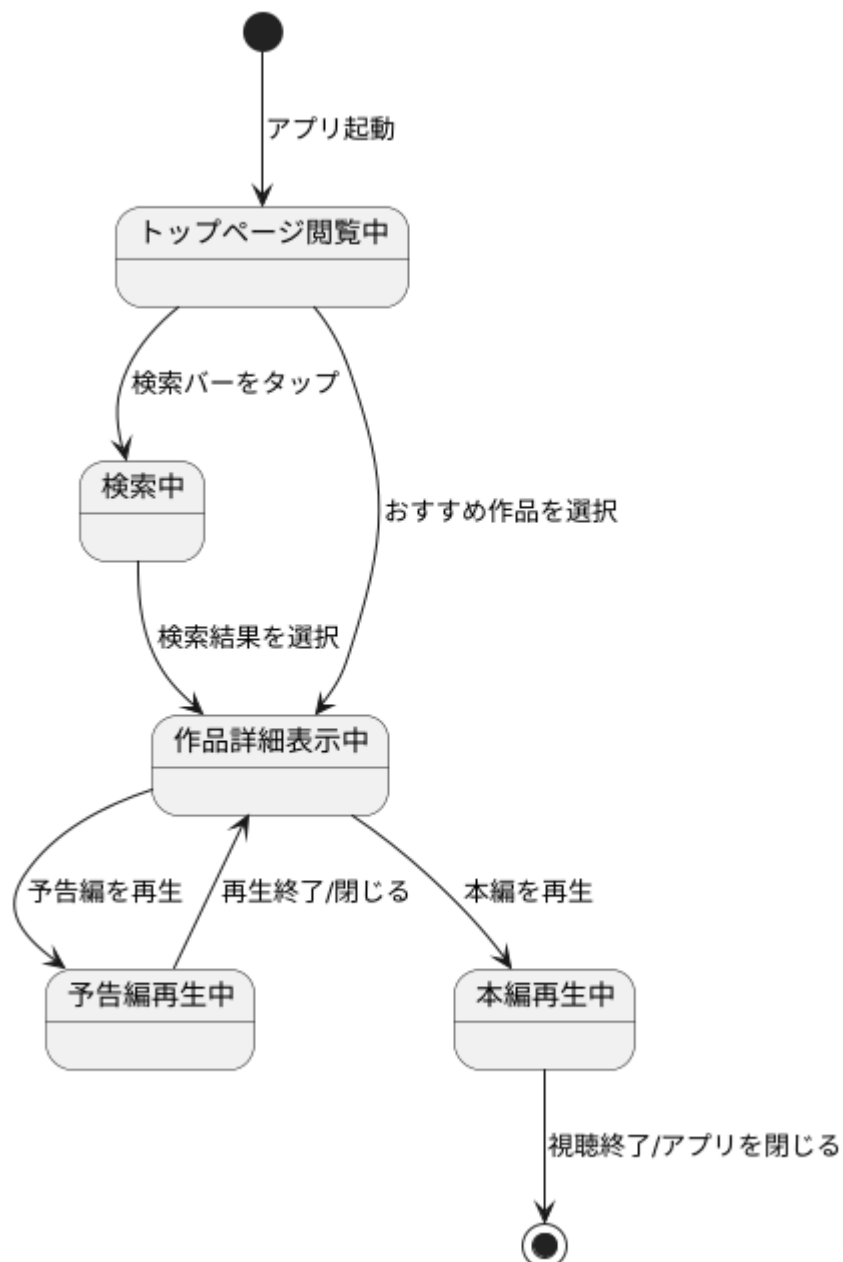 アプリ起動
トップページ閲覧中
検索バーをタップ
検索中
おすすめ作品を選択
検索結果を選択
作品詳細表示中
予告編を再生
再生終了/閉じる
本編を再生
予告編再生中
本編再生中
視聴終了/アプリを閉じる